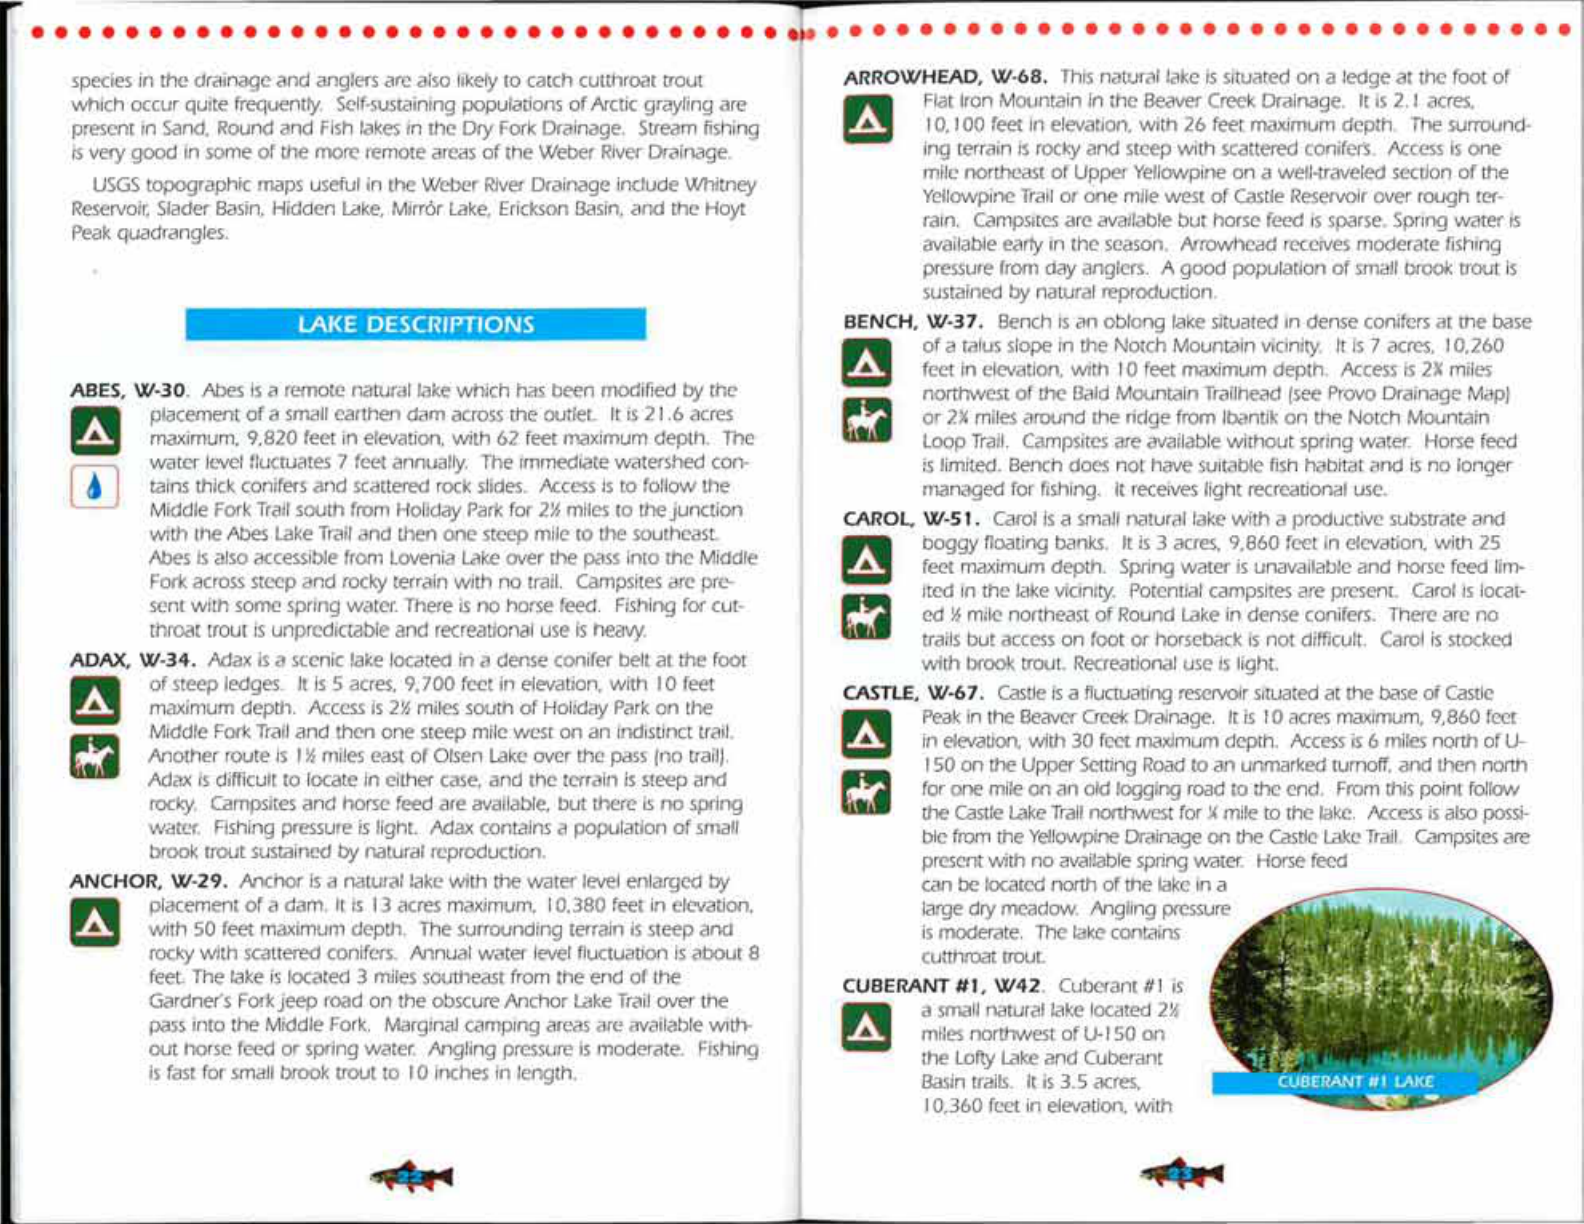 species in the drainage and anglers are also likely to catch cutthroat trout
which occur quite frequently. Self-sustaining populations of Arctic grayling are
present in Sand, Round and Fish lakes in the Dry Fork Drainage. Stream fishing
is very good in some of the more remote areas of the Weber River Drainage.
USGS topographic maps useful in the Weber River Drainage include Whitney
Reservoir, Slader Basin, Hidden Lake, Mirror Lake, Erickson Basin, and the Hoyt
Peak quadrangles.
LAKE DESCRIPTIONS
ABES, W-30. Abes is a remote natural lake which has been modified by the
placement of a small earthen dam across the outlet. It is 21.6 acres
maximum, 9,820 feet in elevation, with 62 feet maximum depth. The
water level fluctuates 7 feet annually. The immediate watershed con-
tains thick conifers and scattered rock slides. Access is to follow the
Middle Fork Trail south from Holiday Park for 2½ miles to the junction
with the Abes Lake Trail and then one steep mile to the southeast.
Abes is also accessible from Lovenia Lake over the pass into the Middle
Fork across steep and rocky terrain with no trail. Campsites are pre-
sent with some spring water. There is no horse feed. Fishing for cut-
throat trout is unpredictable and recreational use is heavy.
ADAX, W-34. Adax is a scenic lake located in a dense conifer belt at the foot
of steep ledges. It is 5 acres, 9,700 feet in elevation, with 10 feet
maximum depth. Access is 2½ miles south of Holiday Park on the
Middle Fork Trail and then one steep mile west on an indistinct trail.
Another route is 1½ miles east of Olsen Lake over the pass (no trail).
Adax is difficult to locate in either case, and the terrain is steep and
rocky. Campsites and horse feed are available, but there is no spring
water. Fishing pressure is light. Adax contains a population of small
brook trout sustained by natural reproduction.
ANCHOR, W-29. Anchor is a natural lake with the water level enlarged by
placement of a dam. It is 13 acres maximum, 10,380 feet in elevation,
with 50 feet maximum depth. The surrounding terrain is steep and
rocky with scattered conifers. Annual water level fluctuation is about 8
feet. The lake is located 3 miles southeast from the end of the
Gardner's Fork jeep road on the obscure Anchor Lake Trail over the
pass into the Middle Fork. Marginal camping areas are available with-
out horse feed or spring water. Angling pressure is moderate. Fishing
is fast for small brook trout to 10 inches in length.
22
ARROWHEAD, W-68. This natural lake is situated on a ledge at the foot of
Flat Iron Mountain in the Beaver Creek Drainage. It is 2.1 acres,
10,100 feet in elevation, with 26 feet maximum depth. The surround-
ing terrain is rocky and steep with scattered conifers. Access is one
mile northeast of Upper Yellowpine on a well-traveled section of the
Yellowpine Trail or one mile west of Castle Reservoir over rough ter-
rain. Campsites are available but horse feed is sparse. Spring water is
available early in the season. Arrowhead receives moderate fishing
pressure from day anglers. A good population of small brook trout is
sustained by natural reproduction.
BENCH, W-37. Bench is an oblong lake situated in dense conifers at the base
of a talus slope in the Notch Mountain vicinity. It is 7 acres, 10,260
feet in elevation, with 10 feet maximum depth. Access is 2 miles
northwest of the Bald Mountain Trailhead (see Provo Drainage Map)
or 2 miles around the ridge from Ibantik on the Notch Mountain
Loop Trail. Campsites are available without spring water. Horse feed
is limited. Bench does not have suitable fish habitat and is no longer
managed for fishing. It receives light recreational use.
CAROL, W-51. Carol is a small natural lake with a productive substrate and
boggy floating banks. It is 3 acres, 9,860 feet in elevation, with 25
feet maximum depth. Spring water is unavailable and horse feed lim-
ited in the lake vicinity. Potential campsites are present. Carol is locat-
ed ½ mile northeast of Round Lake in dense conifers. There are no
trails but access on foot or horseback is not difficult. Carol is stocked
with brook trout. Recreational use is light.
CASTLE, W-67. Castle is a fluctuating reservoir situated at the base of Castle
Peak in the Beaver Creek Drainage. It is 10 acres maximum, 9,860 feet
in elevation, with 30 feet maximum depth. Access is 6 miles north of U-
150 on the Upper Setting Road to an unmarked turnoff, and then north
for one mile on an old logging road to the end. From this point follow
the Castle Lake Trail northwest for mile to the lake. Access is also possi-
ble from the Yellowpine Drainage on the Castle Lake Trail. Campsites are
present with no available spring water. Horse feed
can be located north of the lake in a
large dry meadow. Angling pressure
is moderate. The lake contains
cutthroat trout.
CUBERANT #1, W42. Cuberant #1 is
a small natural lake located 2½
miles northwest of U-150 on
the Lofty Lake and Cuberant
Basin trails. It is 3.5 acres,
10,360 feet in elevation, with
CUBERANT #1 LAKE
23